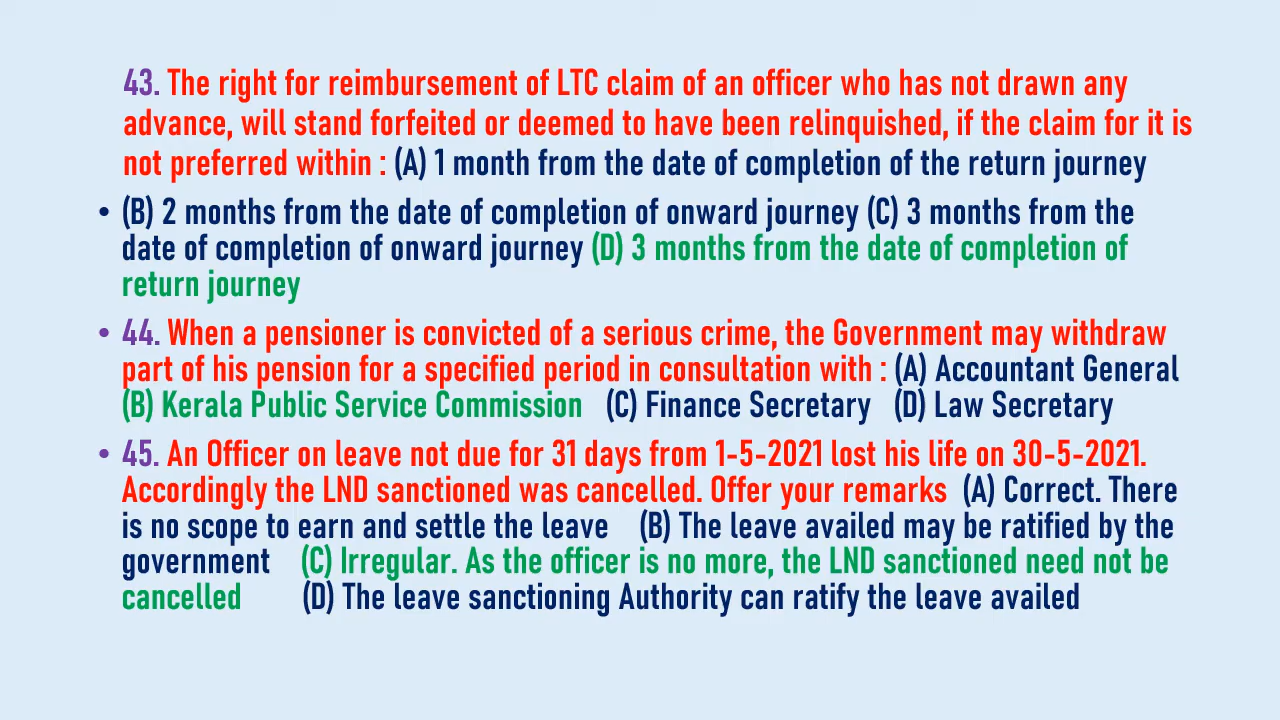 43. The right for reimbursement of LTC claim of an officer who has not drawn any
advance, will stand forfeited or deemed to have been relinquished, if the claim for it is
not preferred within : (A) 1 month from the date of completion of the return journey
• (B) 2 months from the date of completion of onward journey (C) 3 months from the
date of completion of onward journey (D) 3 months from the date of completion of
return journey
• 44. When a pensioner is convicted of a serious crime, the Government may withdraw
part of his pension for a specified period in consultation with : (A) Accountant General
(B) Kerala Public Service Commission (C) Finance Secretary (D) Law Secretary
• 45. An Officer on leave not due for 31 days from 1-5-2021 lost his life on 30-5-2021.
Accordingly the LND sanctioned was cancelled. Offer your remarks (A) Correct. There
is no scope to earn and settle the leave (B) The leave availed may be ratified by the
government (C) Irregular. As the officer is no more, the LND sanctioned need not be
cancelled (D) The leave sanctioning Authority can ratify the leave availed